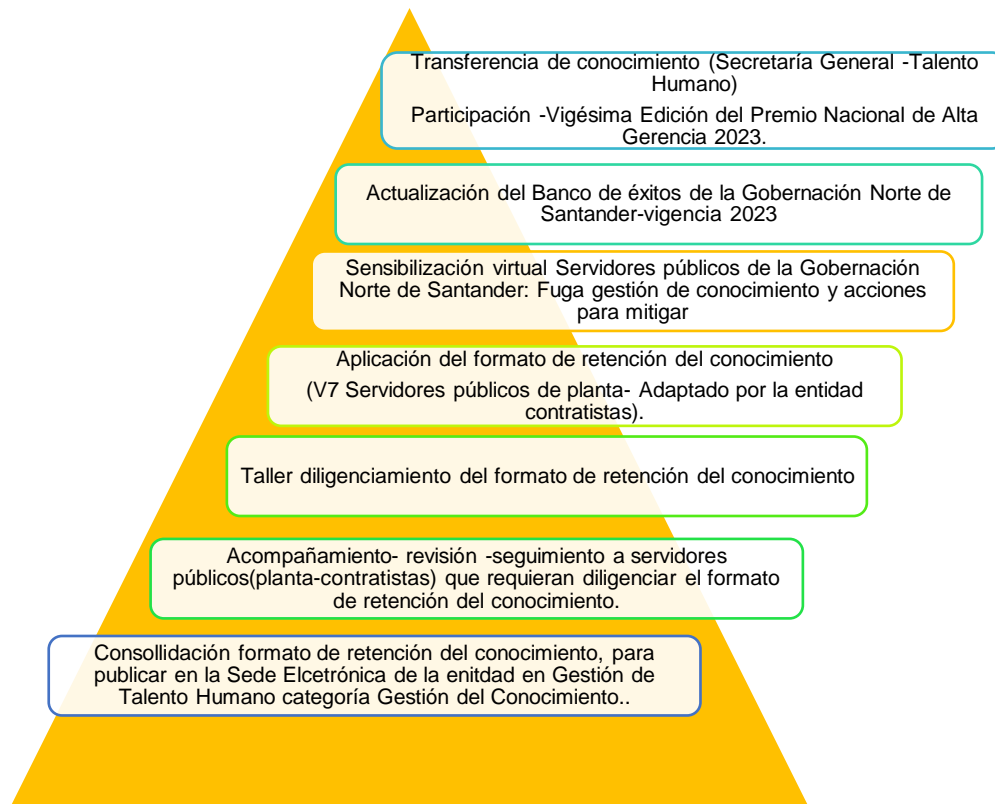 Transferencia de conocimiento (Secretaría General -Talento
Humano)
Participación -Vigésima Edición del Premio Nacional de Alta
Gerencia 2023.
Actualización del Banco de éxitos de la Gobernación Norte de
Santander-vigencia 2023
Sensibilización virtual Servidores públicos de la Gobernación
Norte de Santander: Fuga gestión de conocimiento y acciones
para mitigar
Aplicación del formato de retención del conocimiento
(V7 Servidores públicos de planta- Adaptado por la entidad
contratistas).
Taller diligenciamiento del formato de retención del conocimiento
Acompañamiento- revisión -seguimiento a servidores
públicos(planta-contratistas) que requieran diligenciar el formato
de retención del conocimiento.
Consollidación formato de retención del conocimiento, para
publicar en la Sede Elcetrónica de la enitdad en Gestión de
Talento Humano categoría Gestión del Conocimiento..